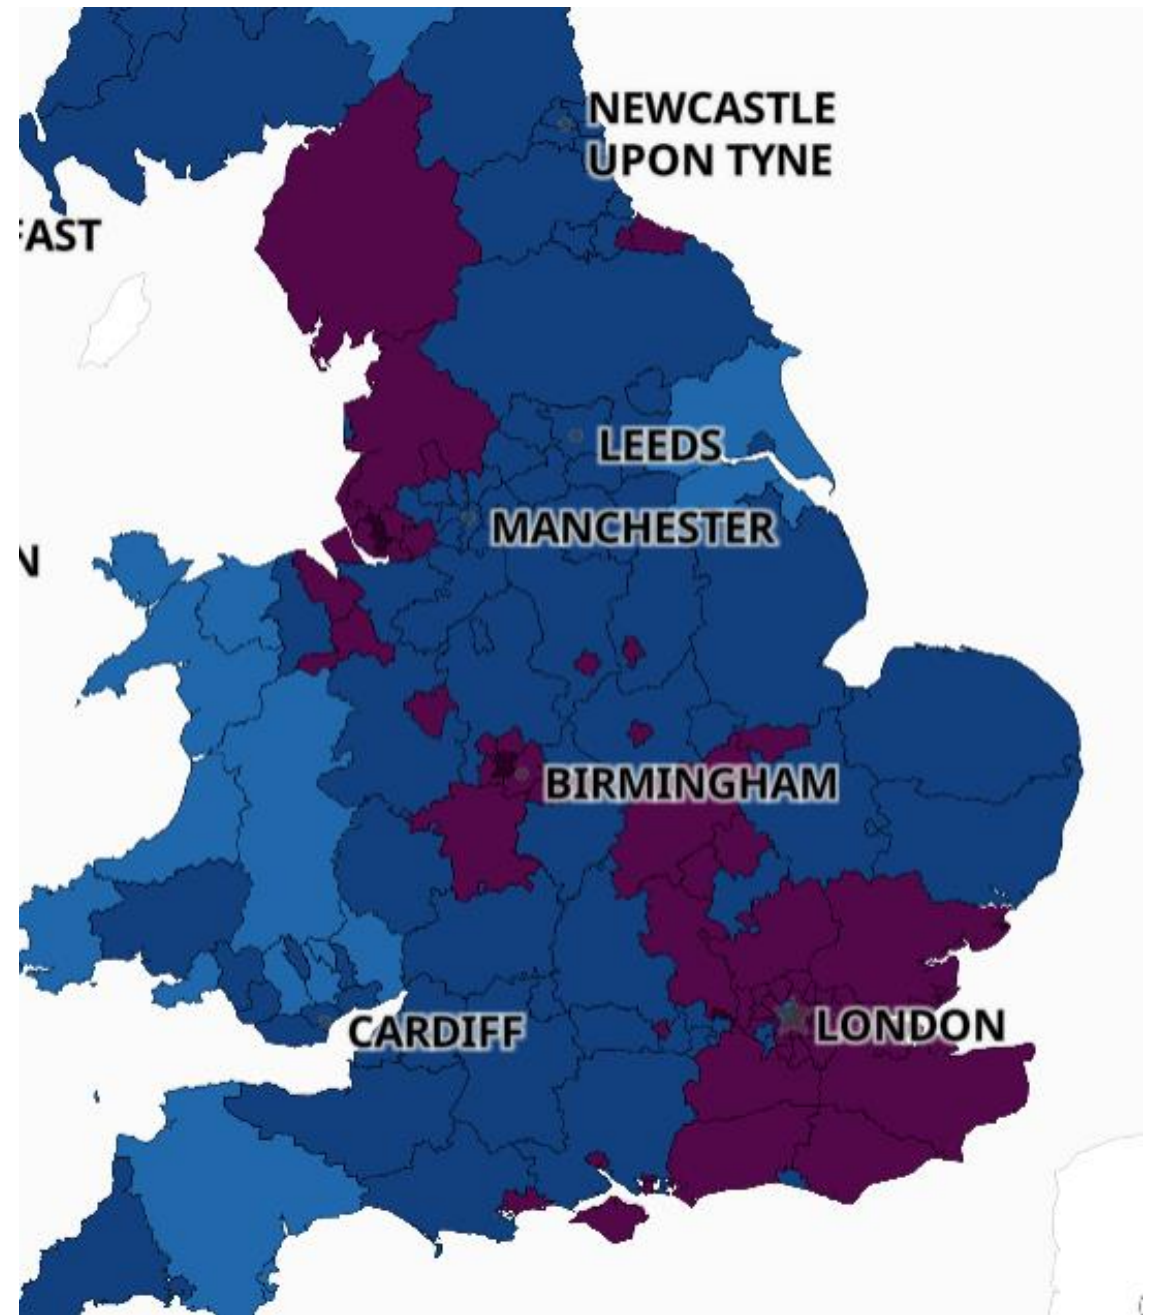 NEWCASTLE
UPON TYNE
FAST
LEEDS
MANCHESTER
N
BIRMINGHAM
CARDIFF
LONDON